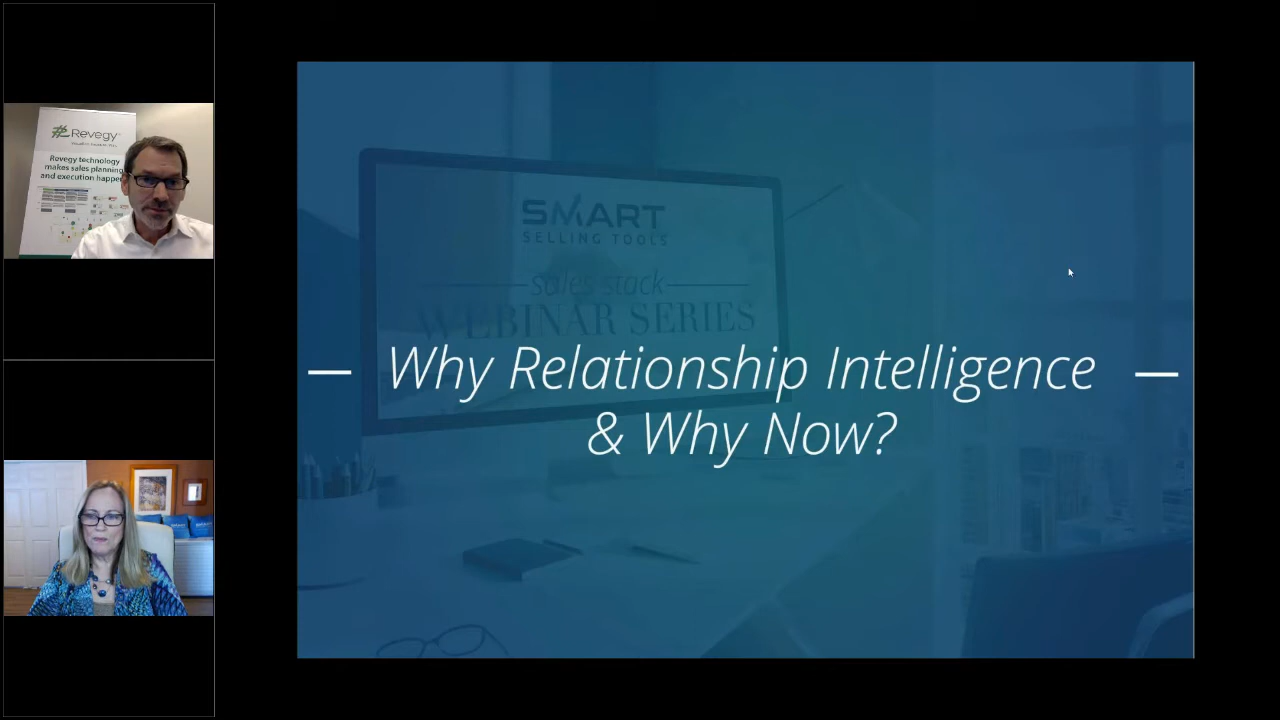 Revegy
Revegy technology
makes sales planning
and execution happen
SMART
SELLING TOOLS
sales stack
WEBINAR SERIES
— Why Relationship Intelligence —
& Why Now?
SMART